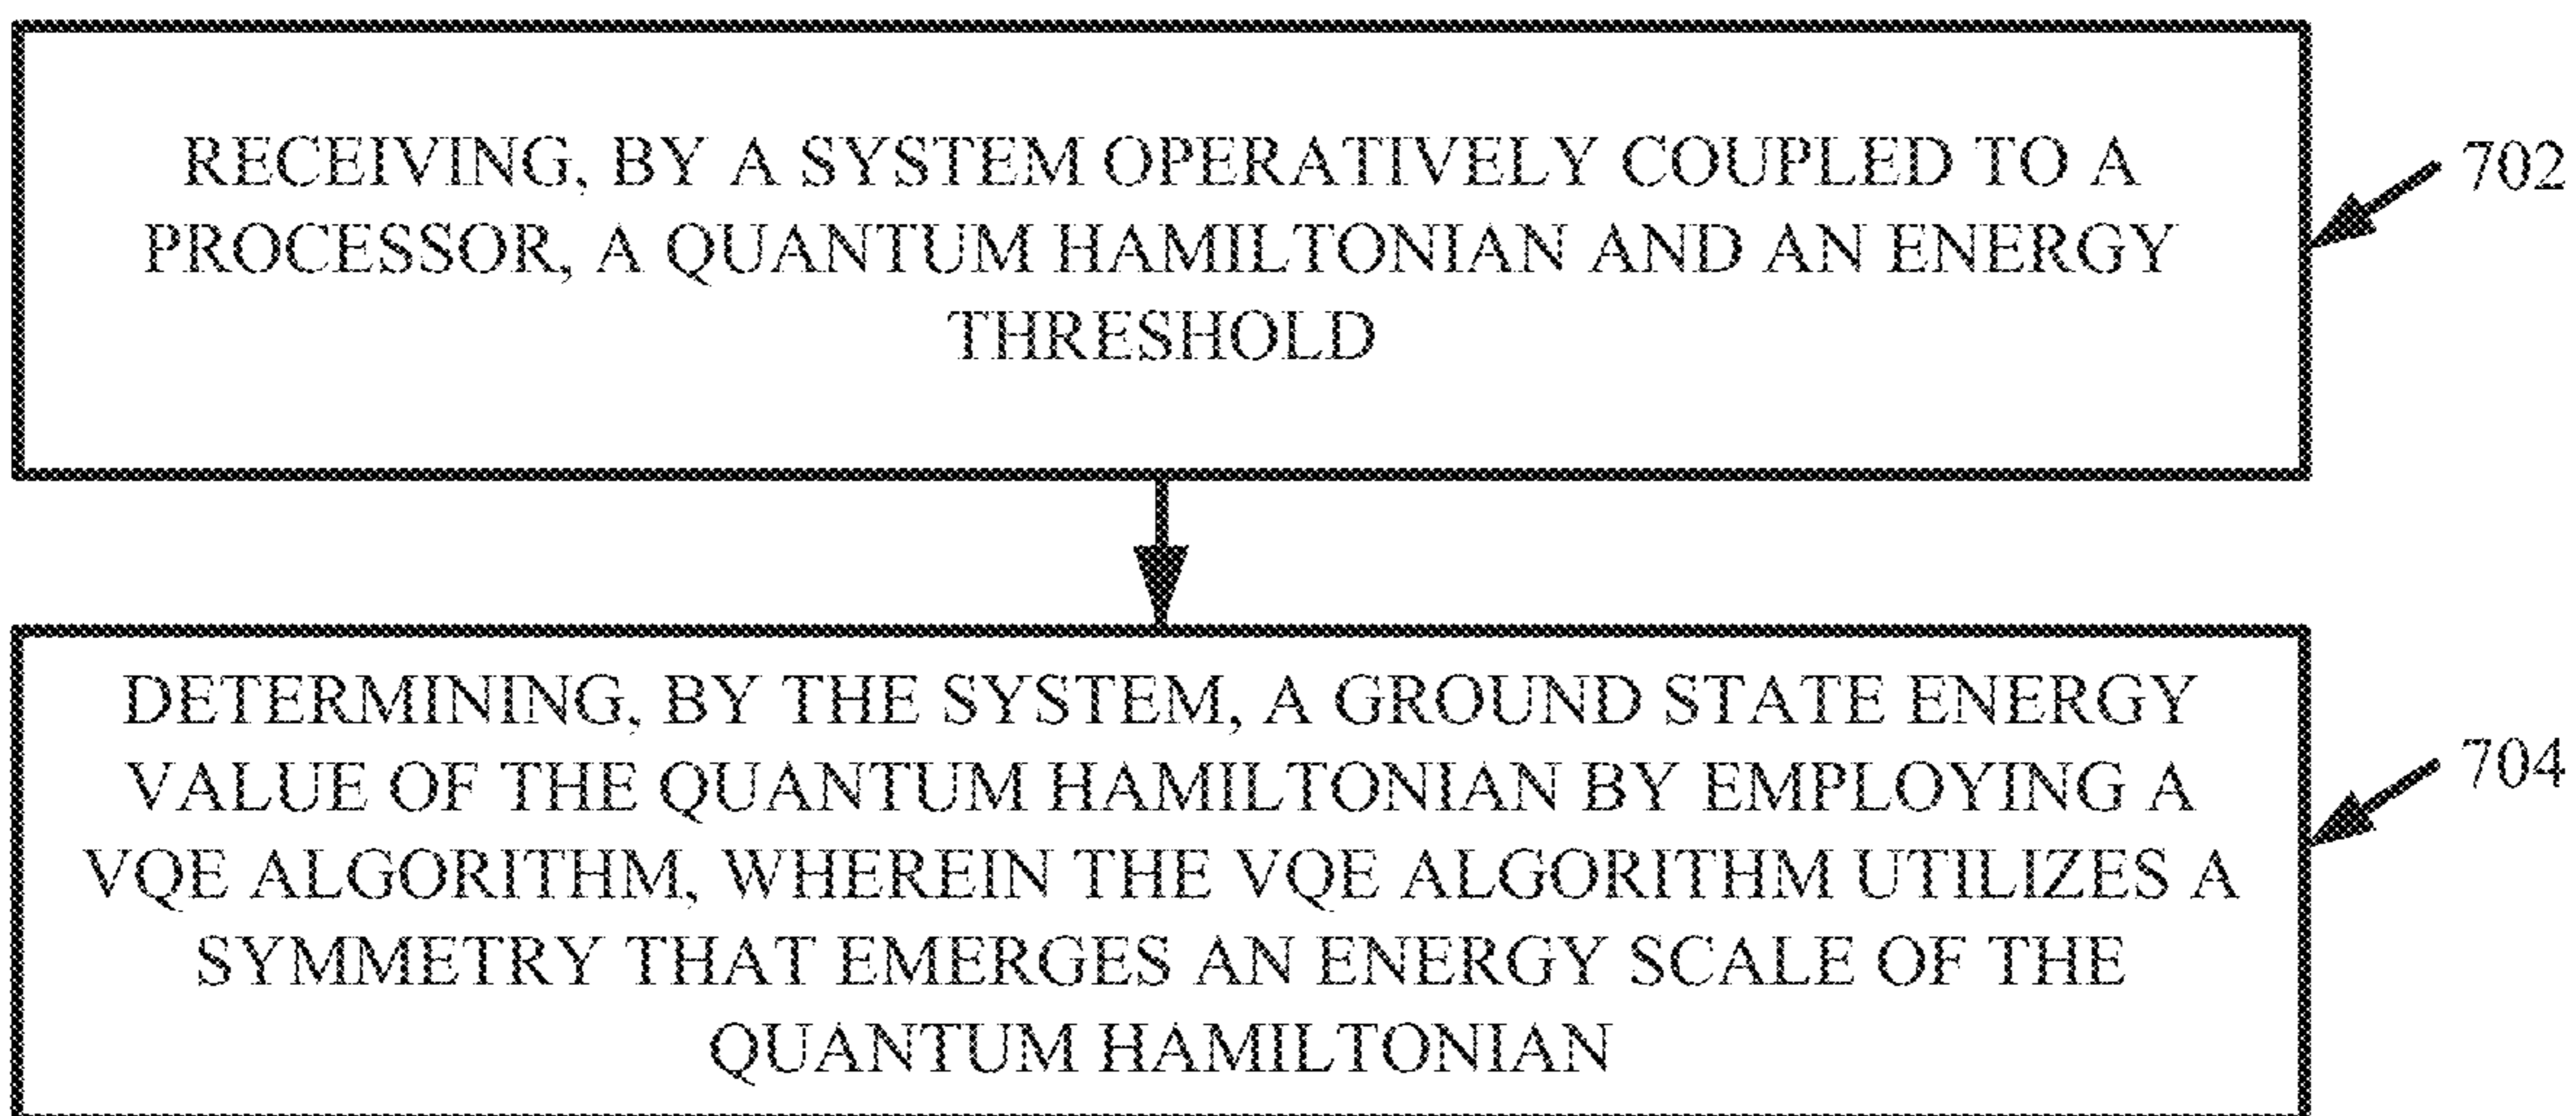 RECEIVING, BY A SYSTEM OPERATIVELY COUPLED TO A
PROCESSOR, A QUANTUM HAMILTONIAN AND AN ENERGY
THRESHOLD
702
DETERMINING, BY THE SYSTEM, A GROUND STATE ENERGY
VALUE OF THE QUANTUM HAMILTONIAN BY EMPLOYING A
VQE ALGORITHM, WHEREIN THE VQE ALGORITHM UTILIZES A
SYMMETRY THAT EMERGES AN ENERGY SCALE OF THE
QUANTUM HAMILTONIAN
704